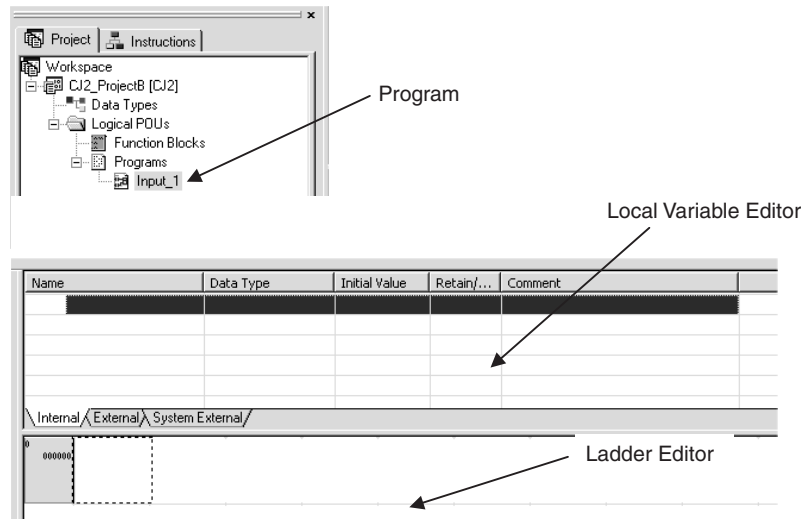 Project Instructions
Workspace
CJ2_ProjectB [CJ2]
Data Types
Logical POUs
Function Blocks
Programs
Input_1
Program
Local Variable Editor
Name Data Type Initial Value Retain/... Comment
Internal External System External
0
000000
Ladder Editor